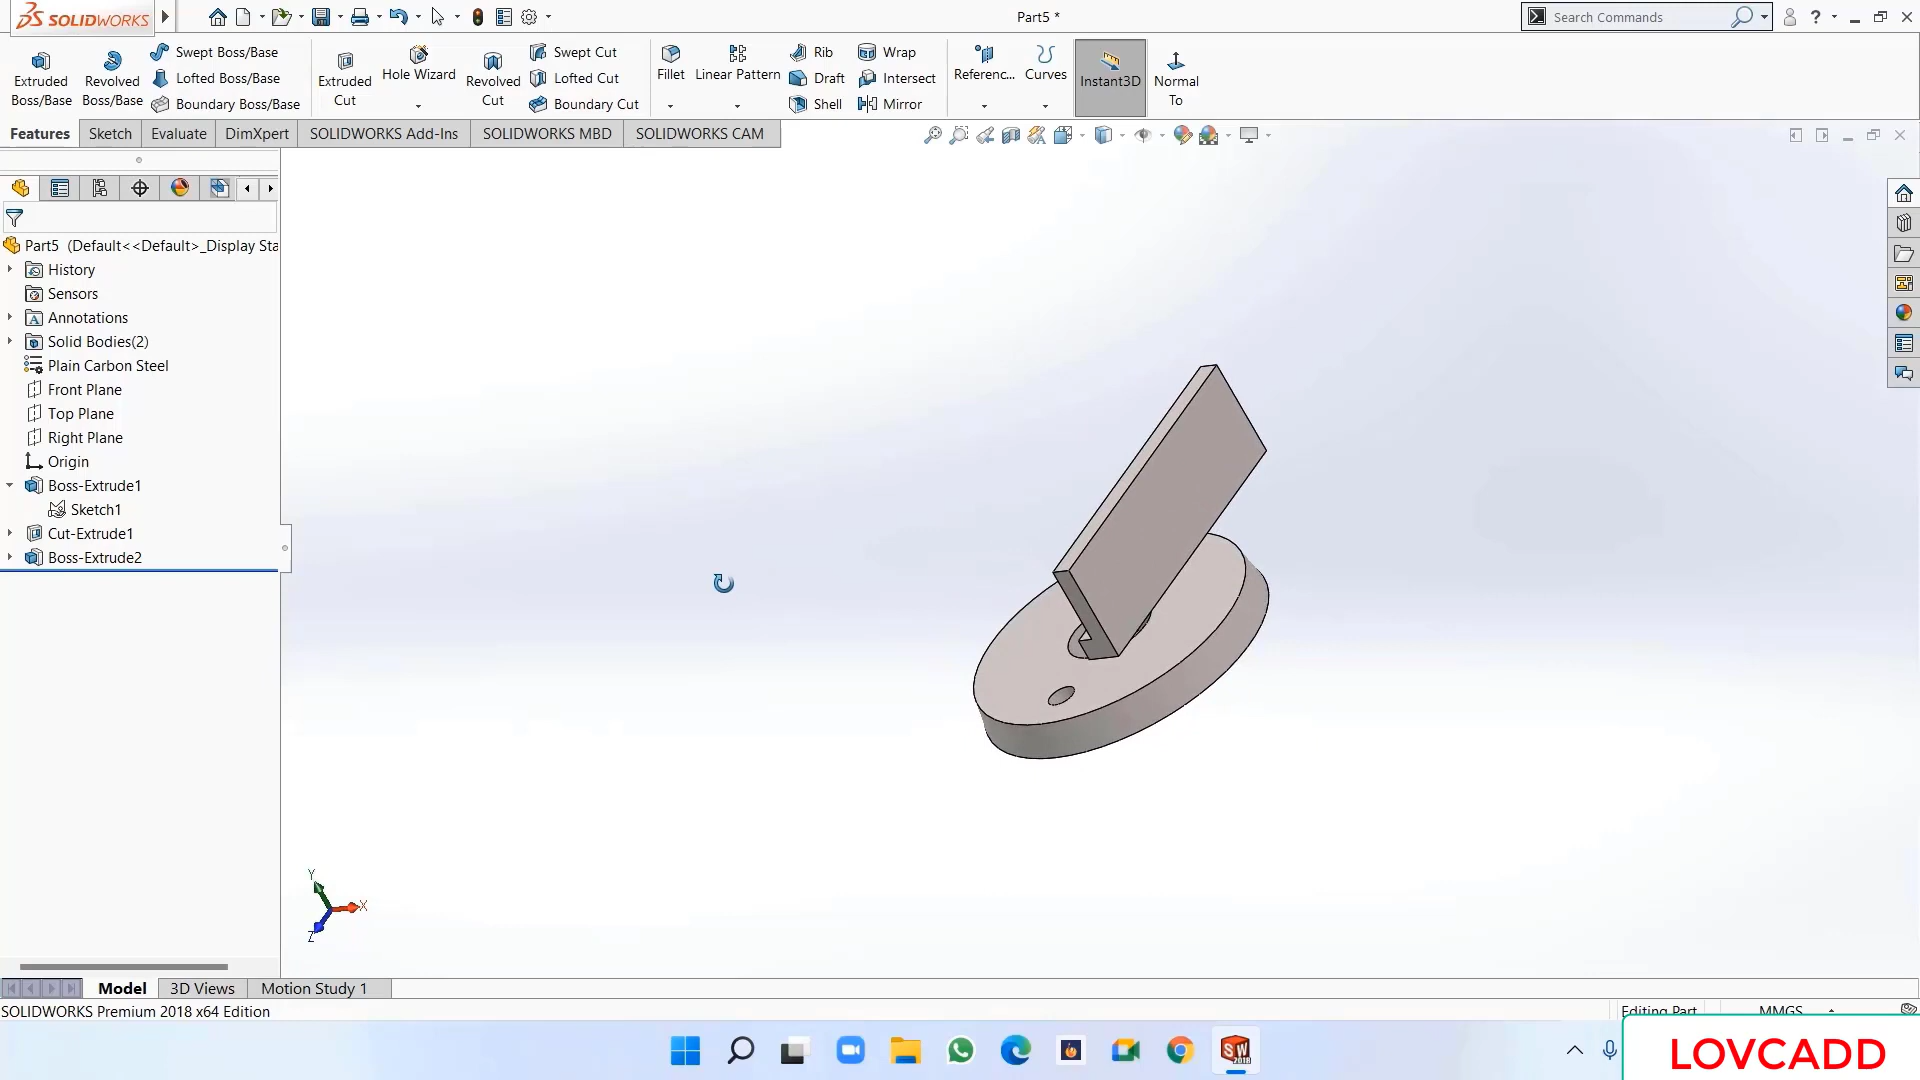 SOLIDWORKS
Part5 *
Search Commands
?
Extruded Boss/Base
Revolved Boss/Base
Swept Boss/Base
Lofted Boss/Base
Boundary Boss/Base
Extruded Cut
Hole Wizard
Revolved Cut
Swept Cut
Lofted Cut
Boundary Cut
Fillet
Linear Pattern
Rib
Draft
Shell
Wrap
Intersect
Mirror
Referenc...
Curves
Instant3D
Normal To
Features
Sketch
Evaluate
DimXpert
SOLIDWORKS Add-Ins
SOLIDWORKS MBD
SOLIDWORKS CAM
Part5 (Default<<Default>_Display Sta
History
Sensors
Annotations
Solid Bodies(2)
Plain Carbon Steel
Front Plane
Top Plane
Right Plane
Origin
Boss-Extrude1
Sketch1
Cut-Extrude1
Boss-Extrude2
Y
X
Z
Model
3D Views
Motion Study 1
SOLIDWORKS Premium 2018 x64 Edition
Editing Part
MMGS
SW
2018
LOVCADD